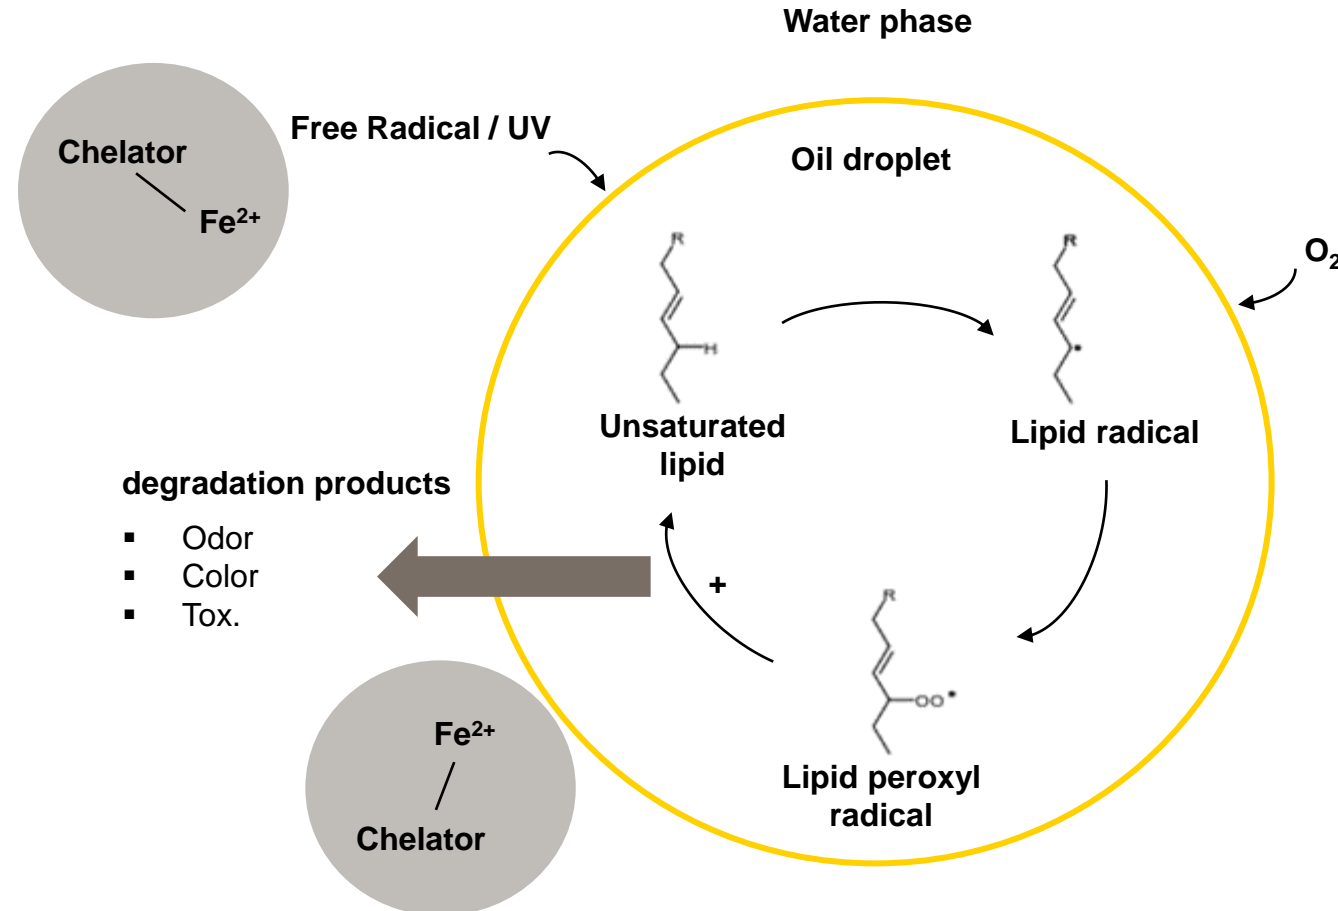 Water phase
Chelator
Fe²⁺
Free Radical / UV
Oil droplet
O₂
R
H
Unsaturated
lipid
R
Lipid radical
degradation products
▪ Odor
▪ Color
▪ Tox.
+
R
OO•
Lipid peroxyl
radical
Fe²⁺
Chelator